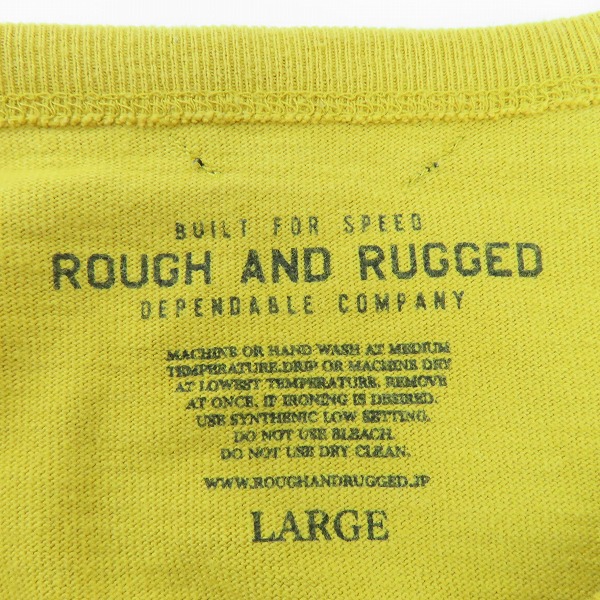 BUILT FOR SPEED
ROUGH AND RUGGED
DEPENDABLE COMPANY
MACHINE OR HAND WASH AT MEDIUM
TEMPERATURE.DRIP OR MACHINE DRY
AT LOWEST TEMPERATURE. REMOVE
AT ONCE, IF IRONING IS DESIRED.
USE SYNTHENIC LOW SETTING.
DO NOT USE BLEACH.
DO NOT USE DRY CLEAN.
WWW.ROUGHANDRUGGED.JP
LARGE